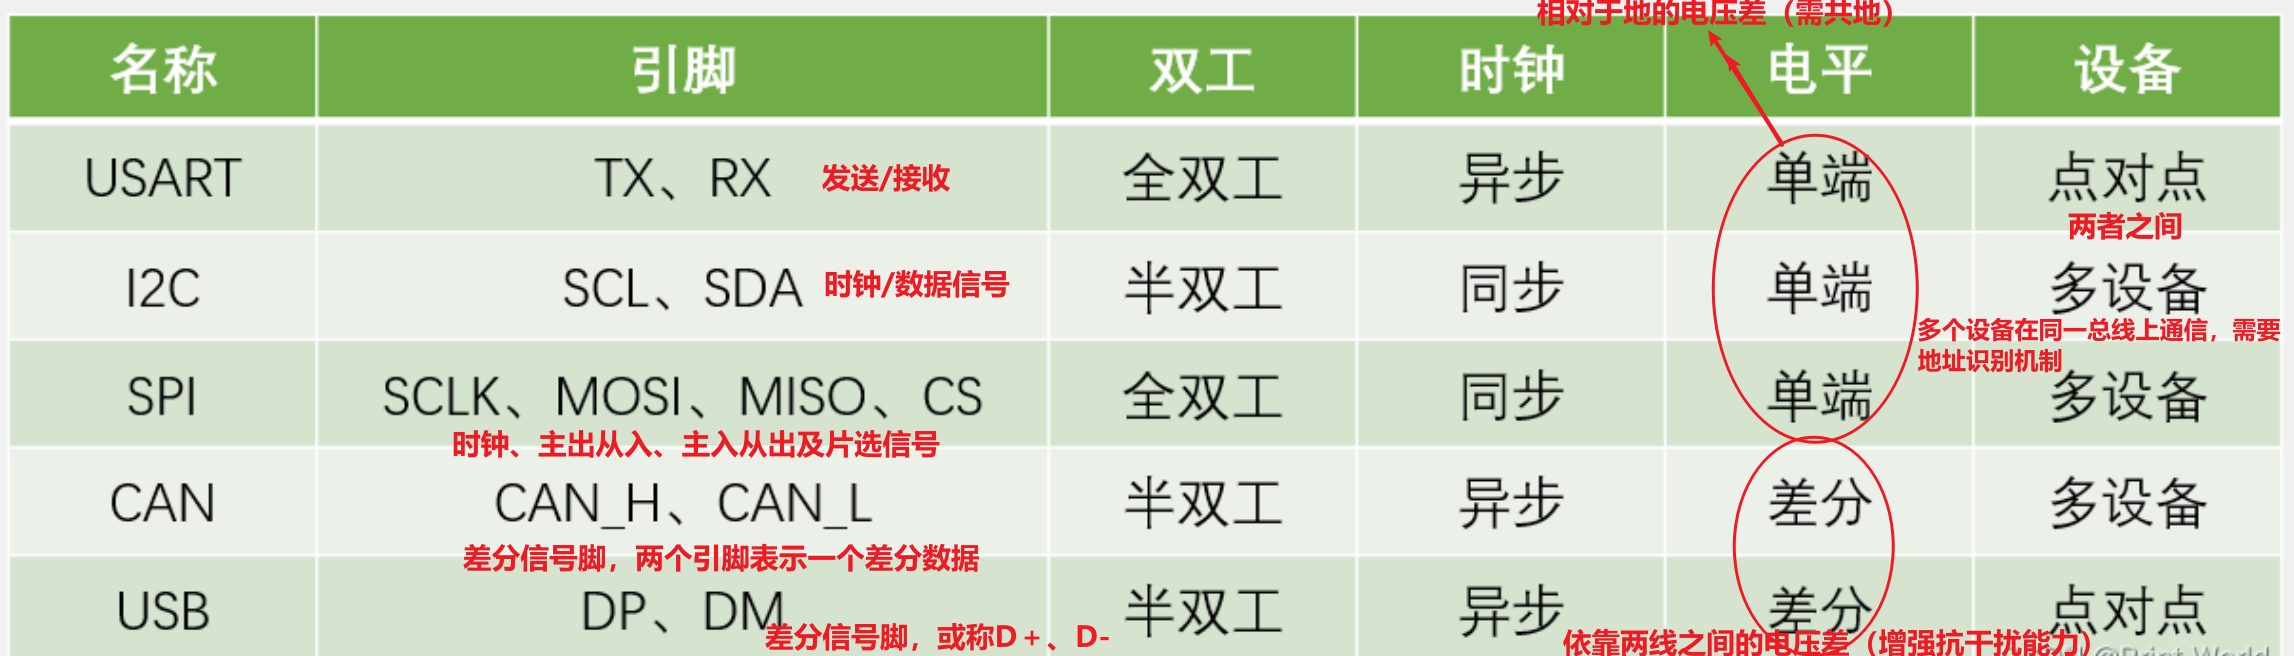 相对于地的电压差（需共地）
名称 引脚 双工 时钟 电平 设备
USART TX、RX 发送/接收 全双工 异步 单端 点对点
两者之间
I2C SCL、SDA 时钟/数据信号 半双工 同步 单端 多设备
多个设备在同一总线上通信，需要
地址识别机制
SPI SCLK、MOSI、MISO、CS 全双工 同步 单端 多设备
时钟、主出从入、主入从出及片选信号
CAN CAN_H、CAN_L 半双工 异步 差分 多设备
差分信号脚，两个引脚表示一个差分数据
USB DP、DM 半双工 异步 差分 点对点
差分信号脚，或称D＋、D-
依靠两线之间的电压差（增强抗干扰能力）